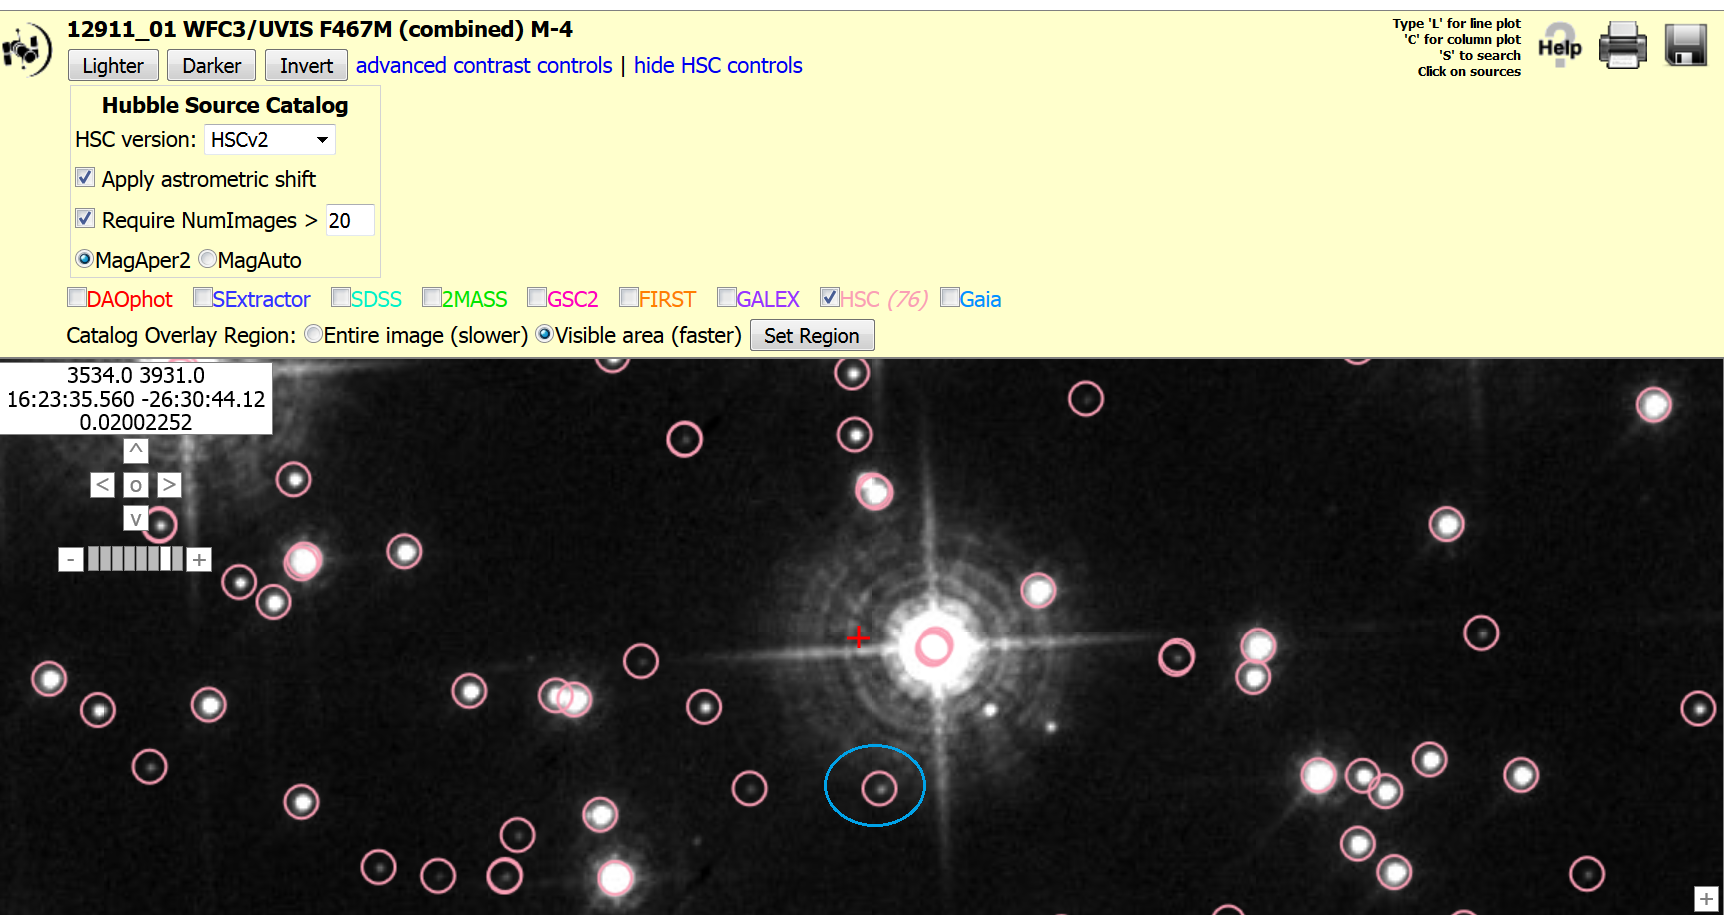 12911_01 WFC3/UVIS F467M (combined) M-4
Lighter Darker Invert advanced contrast controls | hide HSC controls
Type 'L' for line plot
'C' for column plot
'S' to search
Click on sources
Help
Hubble Source Catalog
HSC version: HSCv2
Apply astrometric shift
Require NumImages > 20
MagAper2 MagAuto
DAOphot SExtractor SDSS 2MASS GSC2 FIRST GALEX HSC (76) Gaia
Catalog Overlay Region: Entire image (slower) Visible area (faster) Set Region
3534.0 3931.0
16:23:35.560 -26:30:44.12
0.02002252
^
< o >
v
- +
+